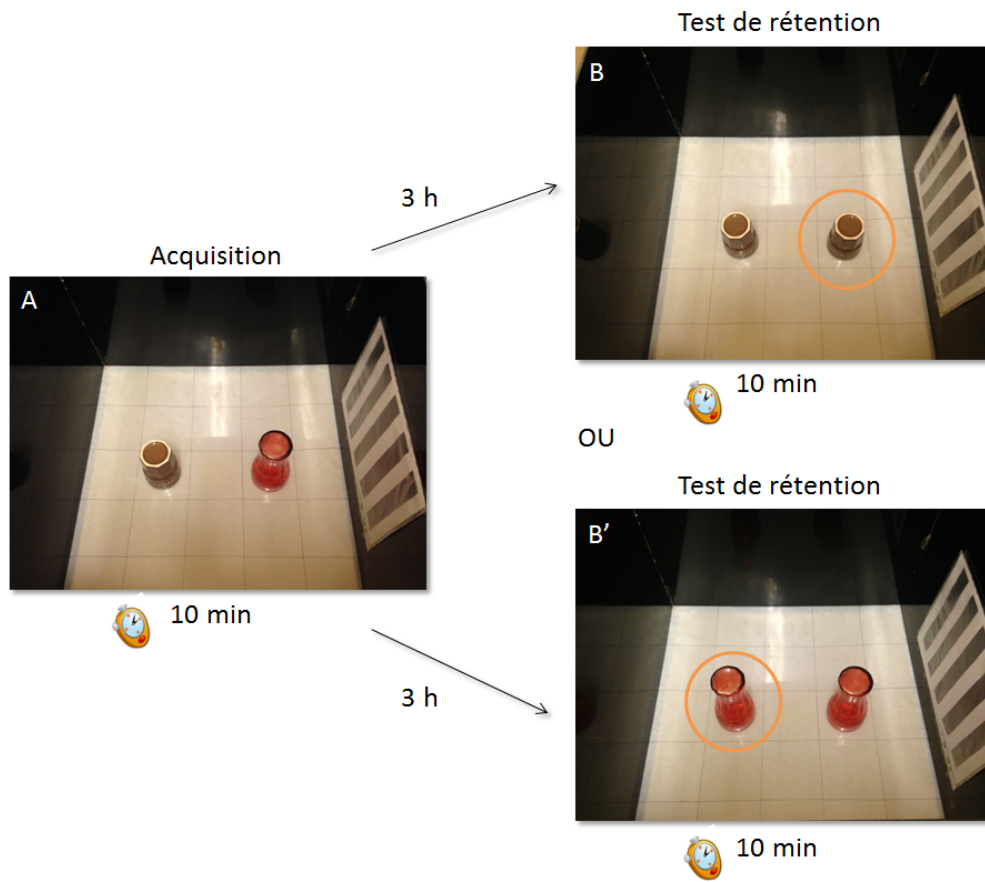 Test de rétention
B
3 h
10 min
Acquisition
A
OU
10 min
Test de rétention
B'
3 h
10 min